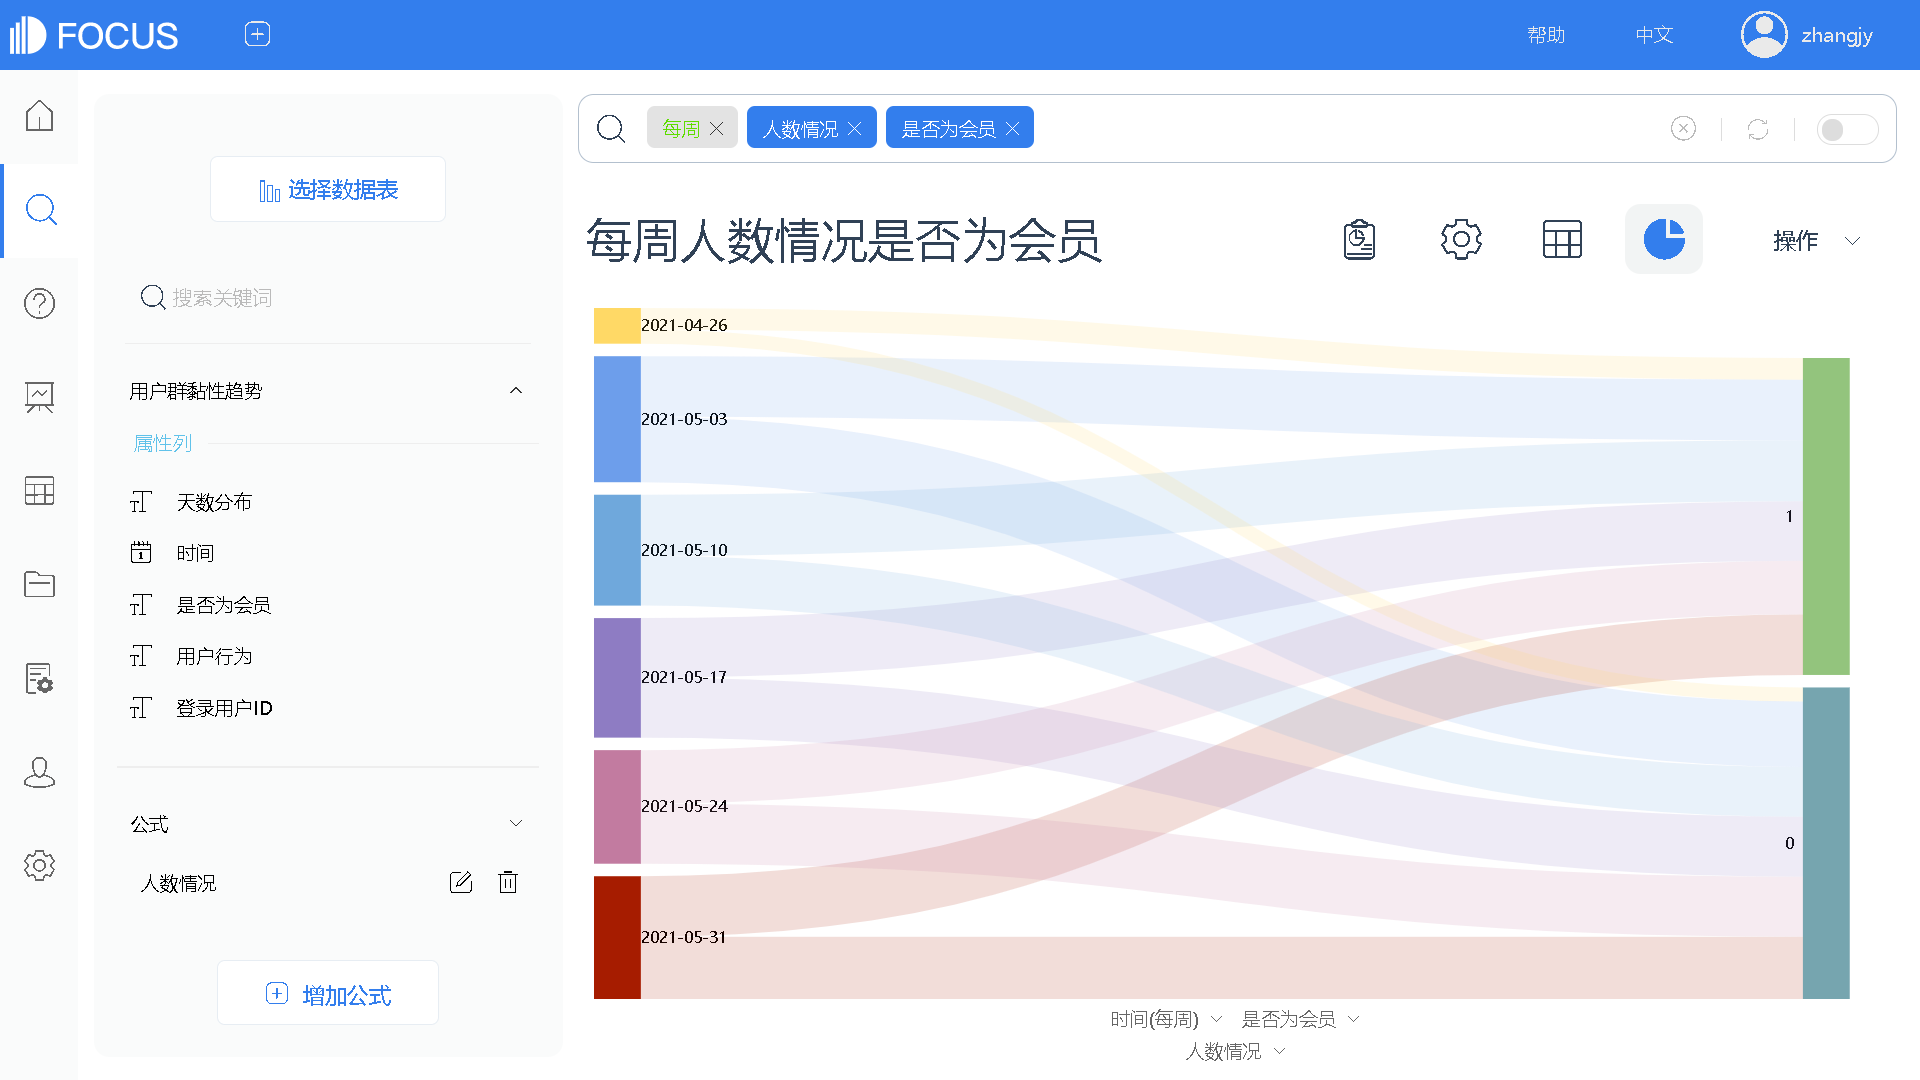 FOCUS
帮助
中文
zhangjy
选择数据表
搜索关键词
用户群黏性趋势
属性列
天数分布
时间
是否为会员
用户行为
登录用户ID
公式
人数情况
增加公式
每周 人数情况 是否为会员
每周人数情况是否为会员
操作
2021-04-26
2021-05-03
2021-05-10
2021-05-17
2021-05-24
2021-05-31
1
0
时间(每周) 是否为会员
人数情况